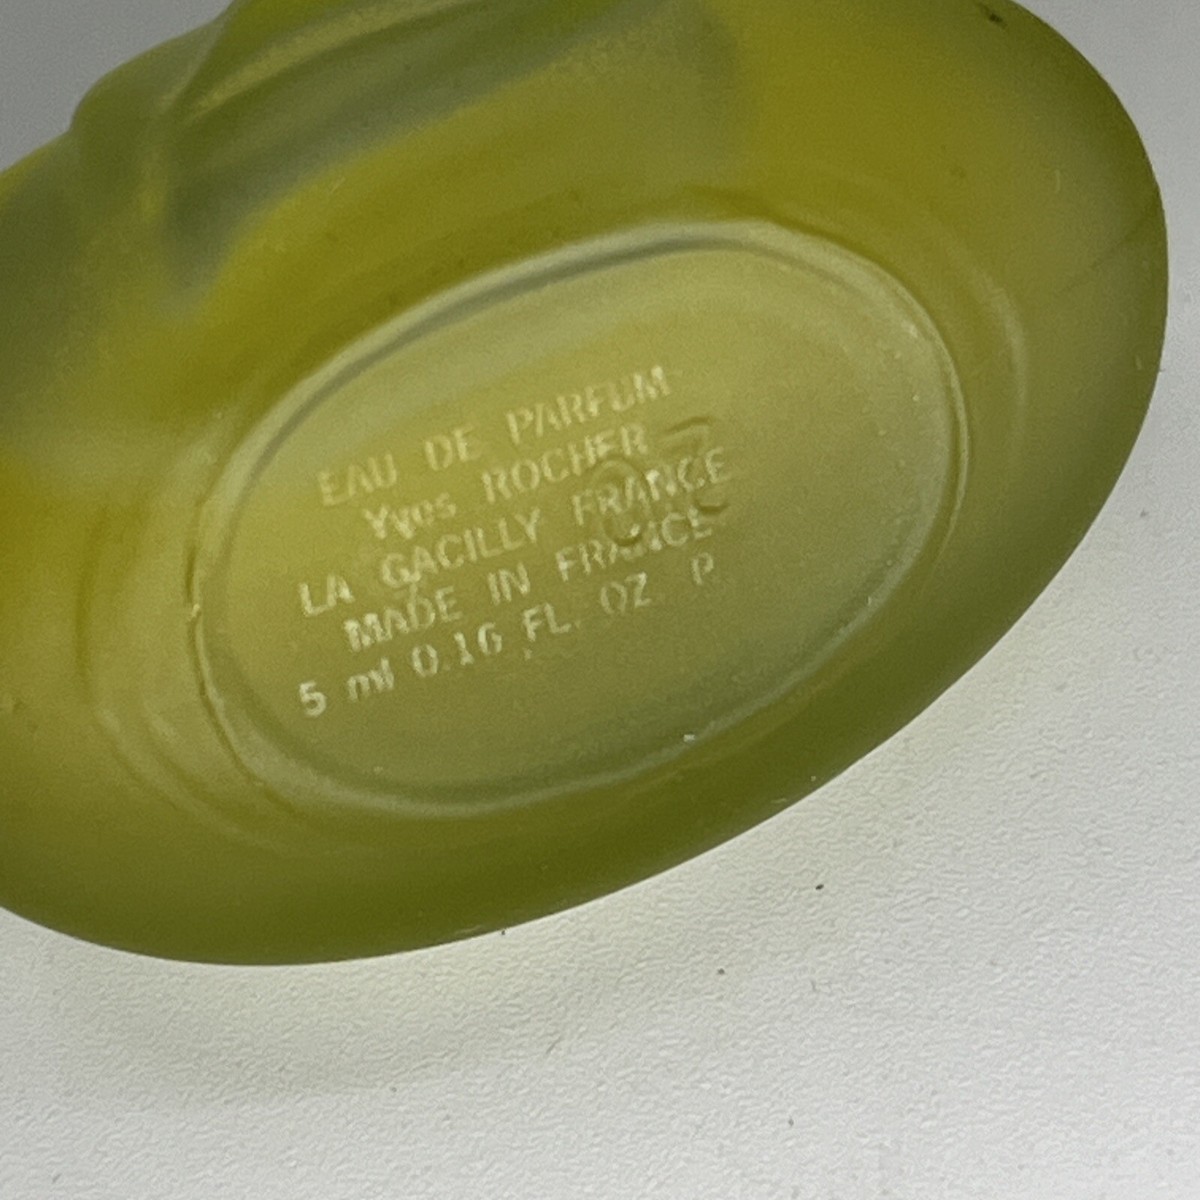 EAU DE PARFUM
Yves ROCHER
LA GACILLY FRANCE
MADE IN FRANCE
5 ml 0.16 FL. OZ P